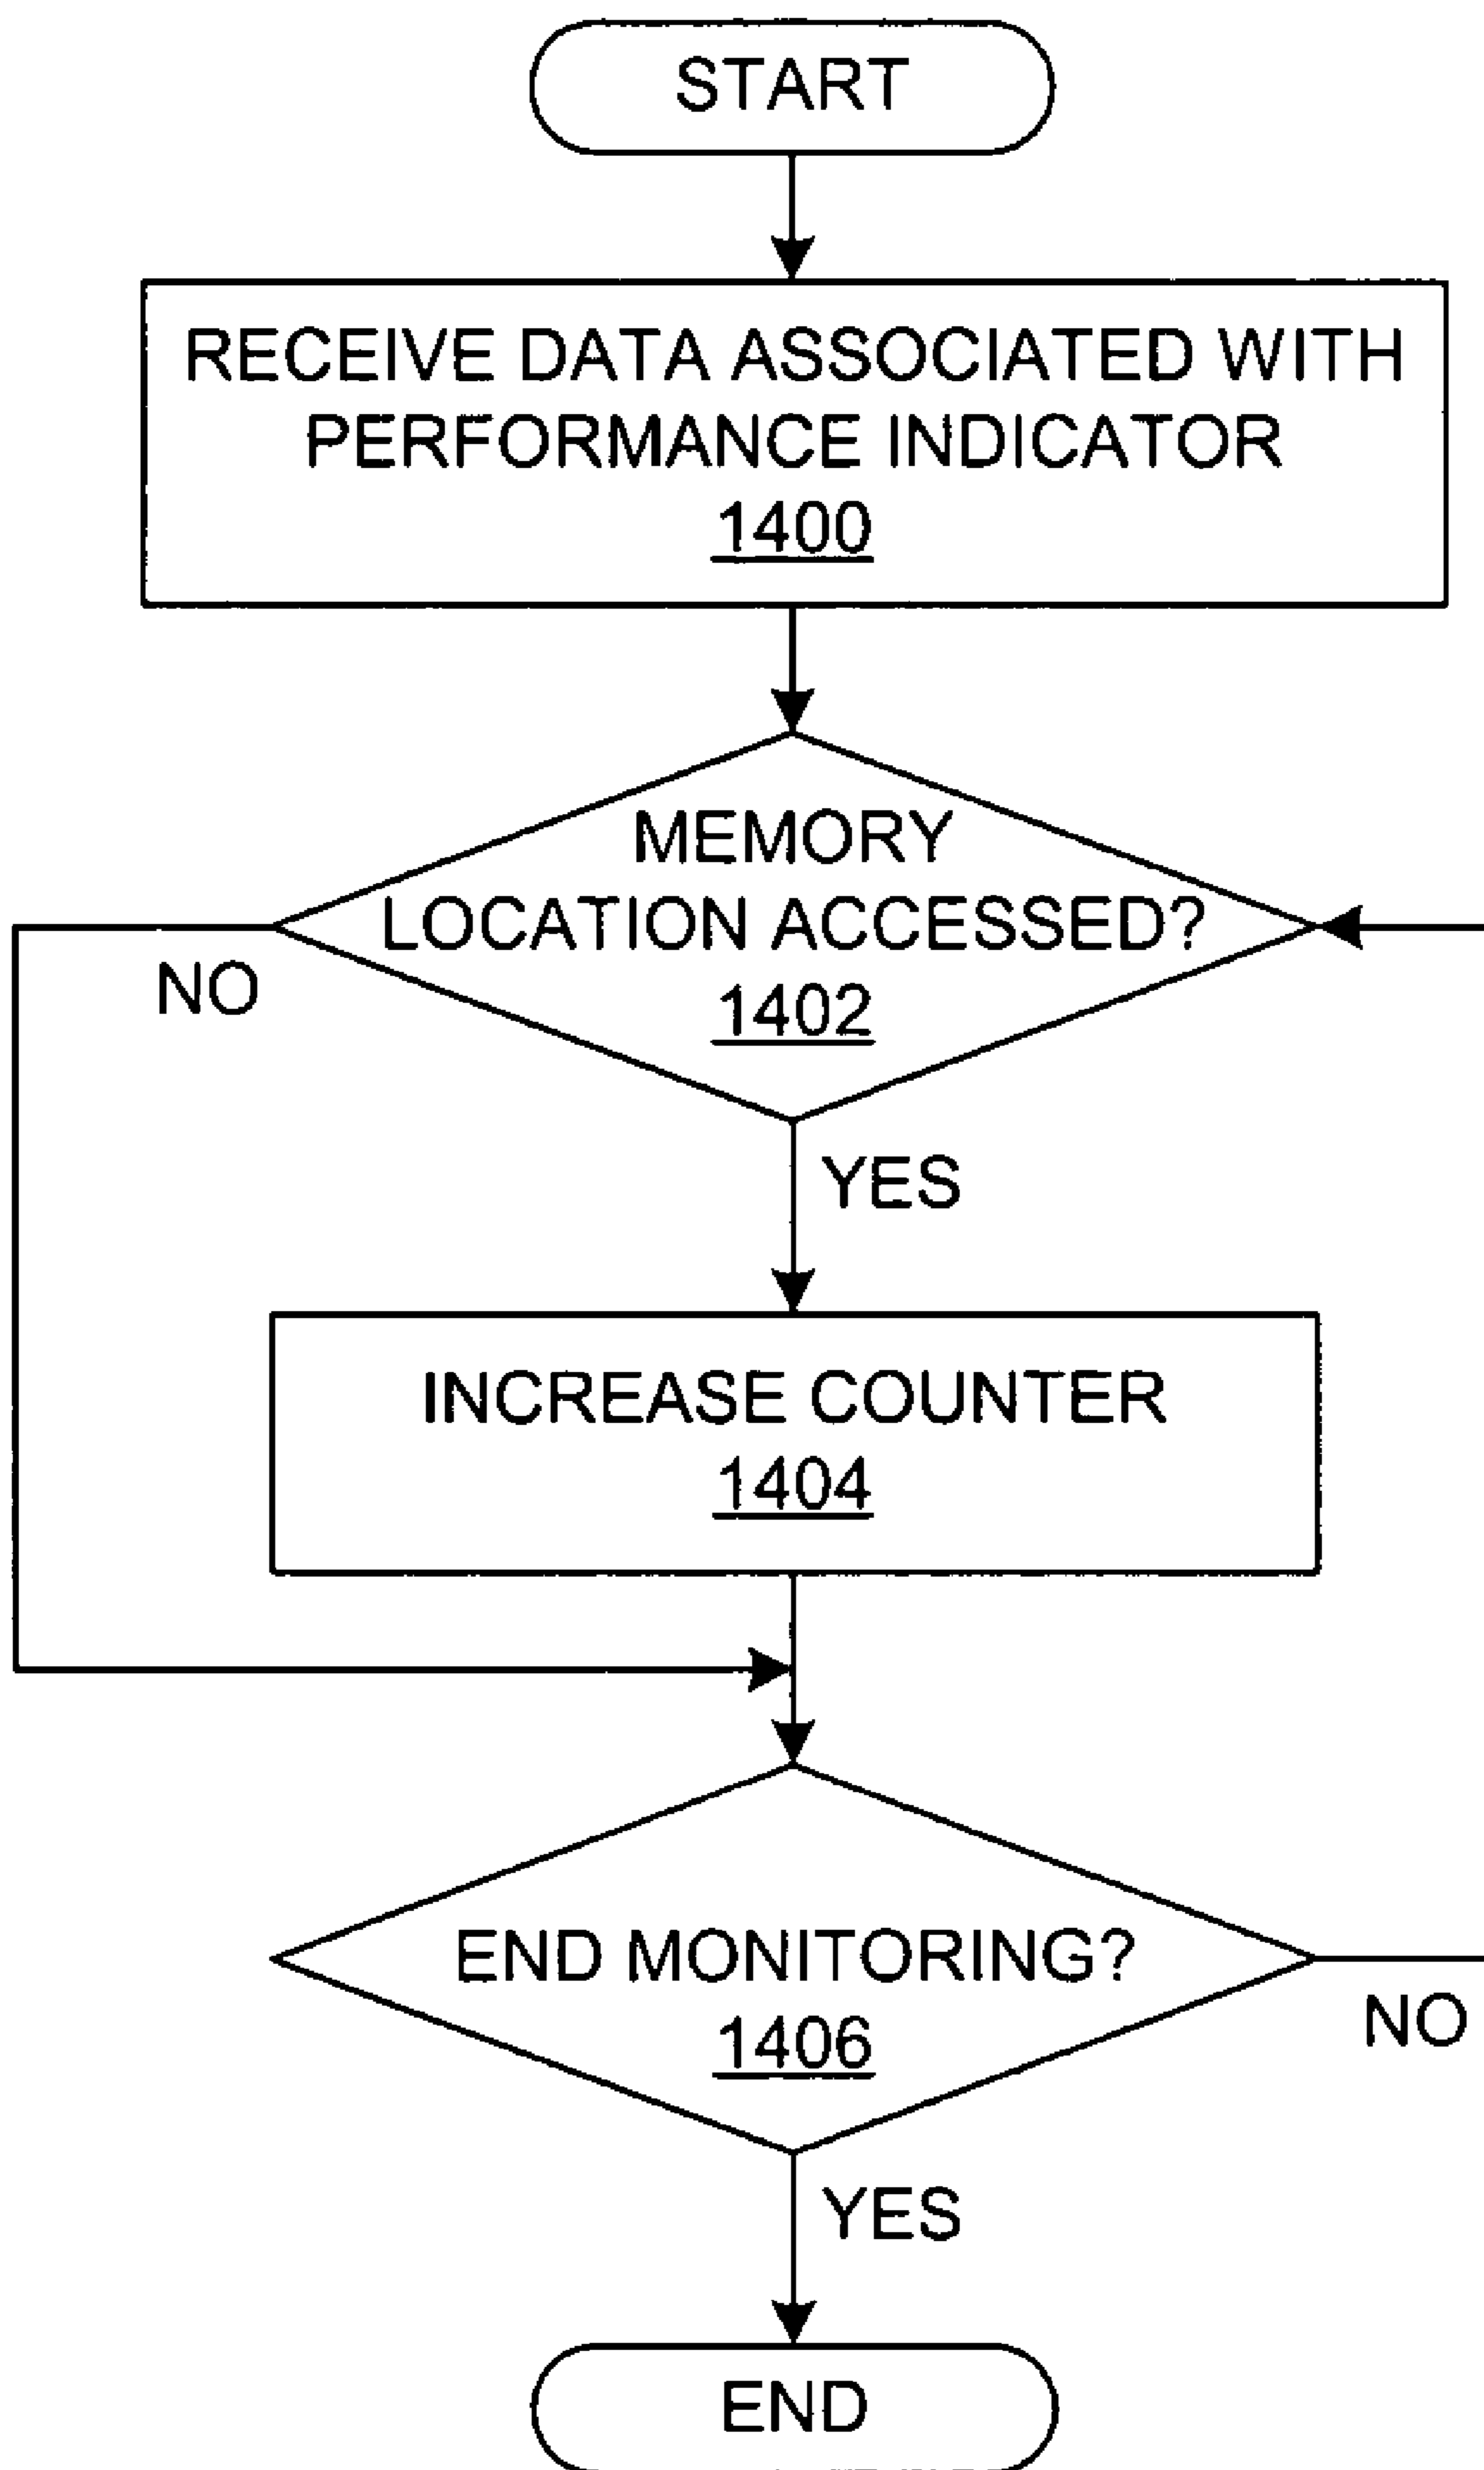 START
RECEIVE DATA ASSOCIATED WITH
PERFORMANCE INDICATOR
1400
MEMORY
LOCATION ACCESSED?
1402
NO
YES
INCREASE COUNTER
1404
END MONITORING?
1406
NO
YES
END